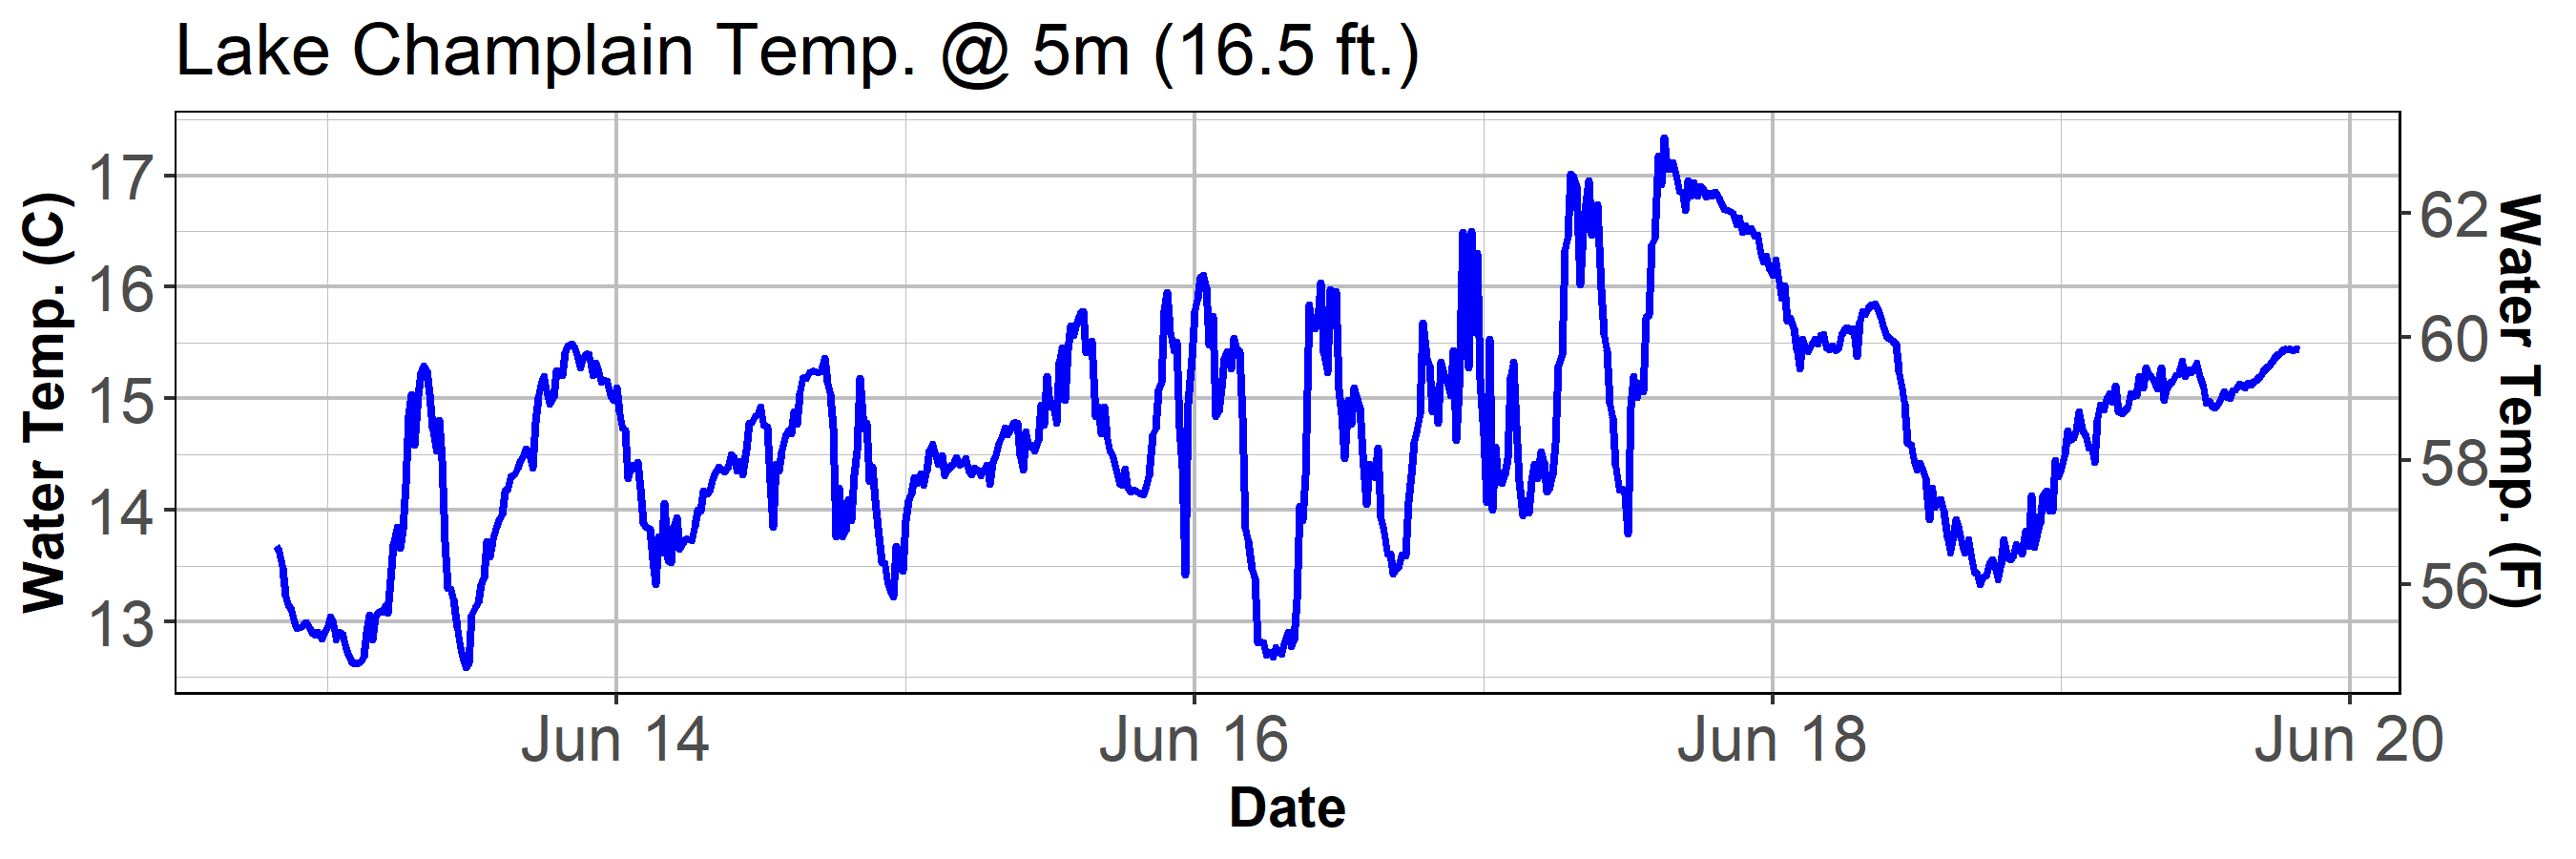 Lake Champlain Temp. @ 5m (16.5 ft.)
Water Temp. (C)
17
16
15
14
13
62
60
58
56
Water Temp. (F)
Jun 14 Jun 16 Jun 18 Jun 20
Date